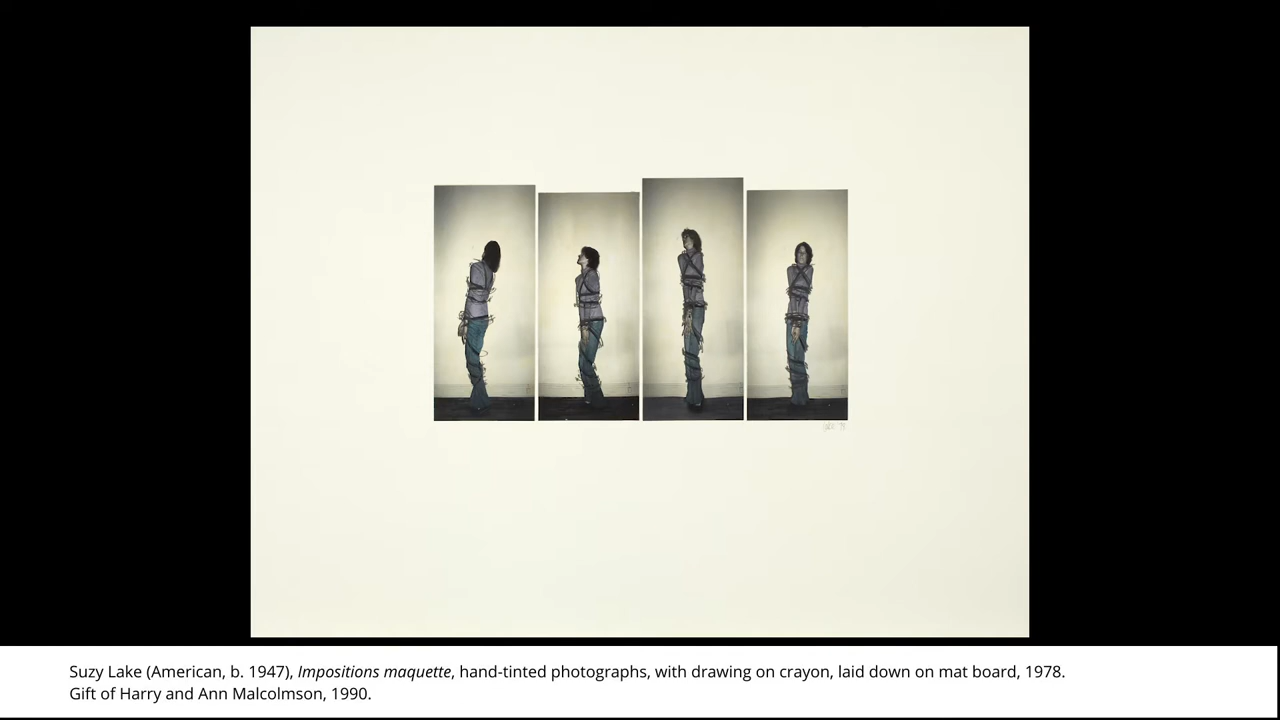 Suzy Lake (American, b. 1947), Impositions maquette, hand-tinted photographs, with drawing on crayon, laid down on mat board, 1978.
Gift of Harry and Ann Malcolmson, 1990.